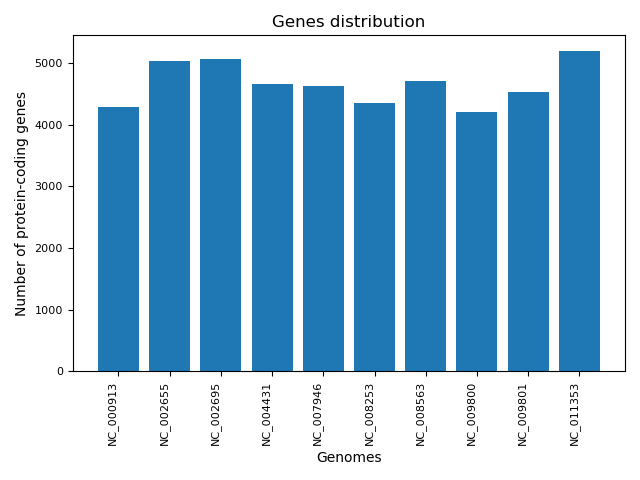 Genes distribution
Number of protein-coding genes
5000
4000
3000
2000
1000
0
NC_000913
NC_002655
NC_002695
NC_004431
NC_007946
NC_008253
NC_008563
NC_009800
NC_009801
NC_011353
Genomes